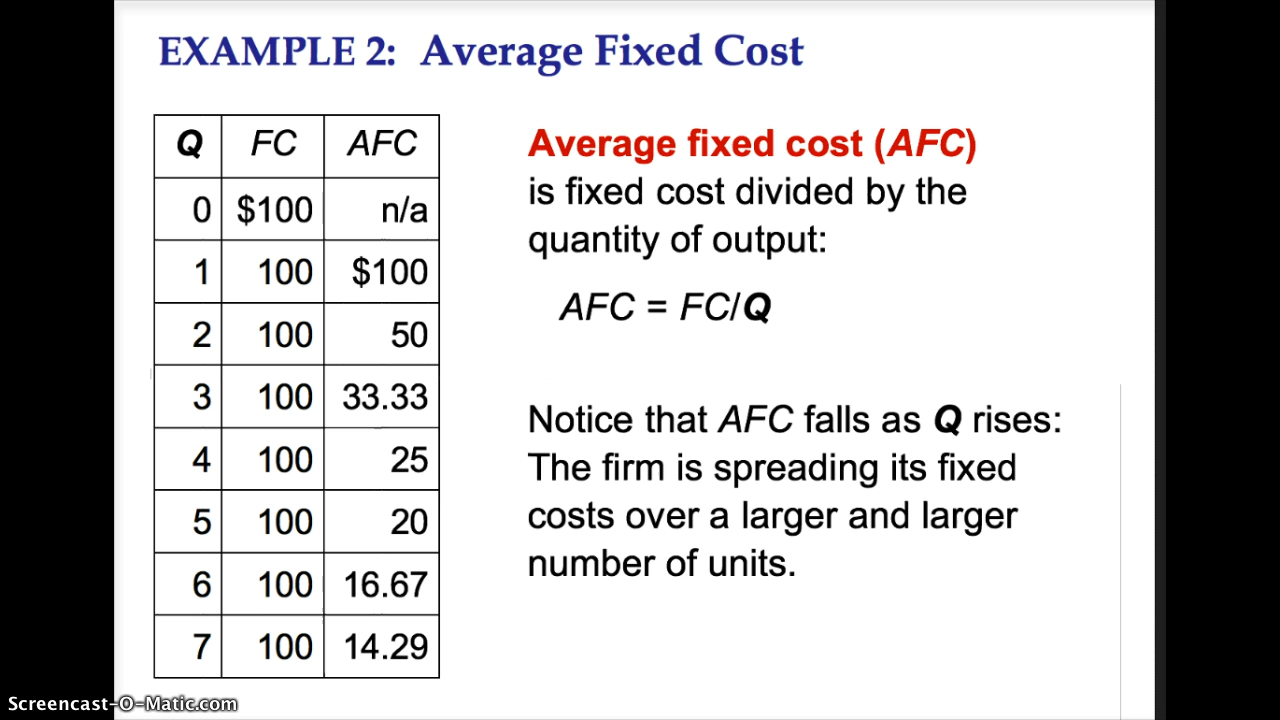 EXAMPLE 2: Average Fixed Cost
Q FC AFC
0 $100 n/a
1 100 $100
2 100 50
3 100 33.33
4 100 25
5 100 20
6 100 16.67
7 100 14.29
Average fixed cost (AFC)
is fixed cost divided by the
quantity of output:
AFC = FC/Q
Notice that AFC falls as Q rises:
The firm is spreading its fixed
costs over a larger and larger
number of units.
Screencast-O-Matic.com